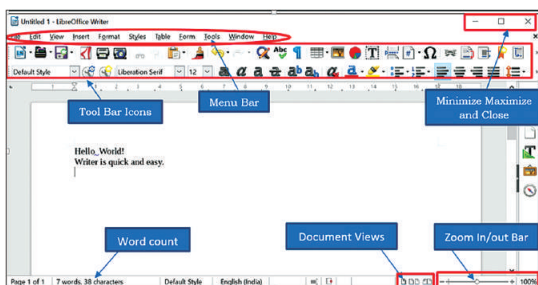 Untitled 1 - LibreOffice Writer
File Edit View Insert Format Styles Table Form Tools Window Help
Default Style Liberation Serif 12
Tool Bar Icons
Menu Bar
Minimize Maximize
and Close
Hello_World!
Writer is quick and easy.
Word count
Document Views
Zoom In/out Bar
Page 1 of 1 7 words, 38 characters Default Style English (India) 100%